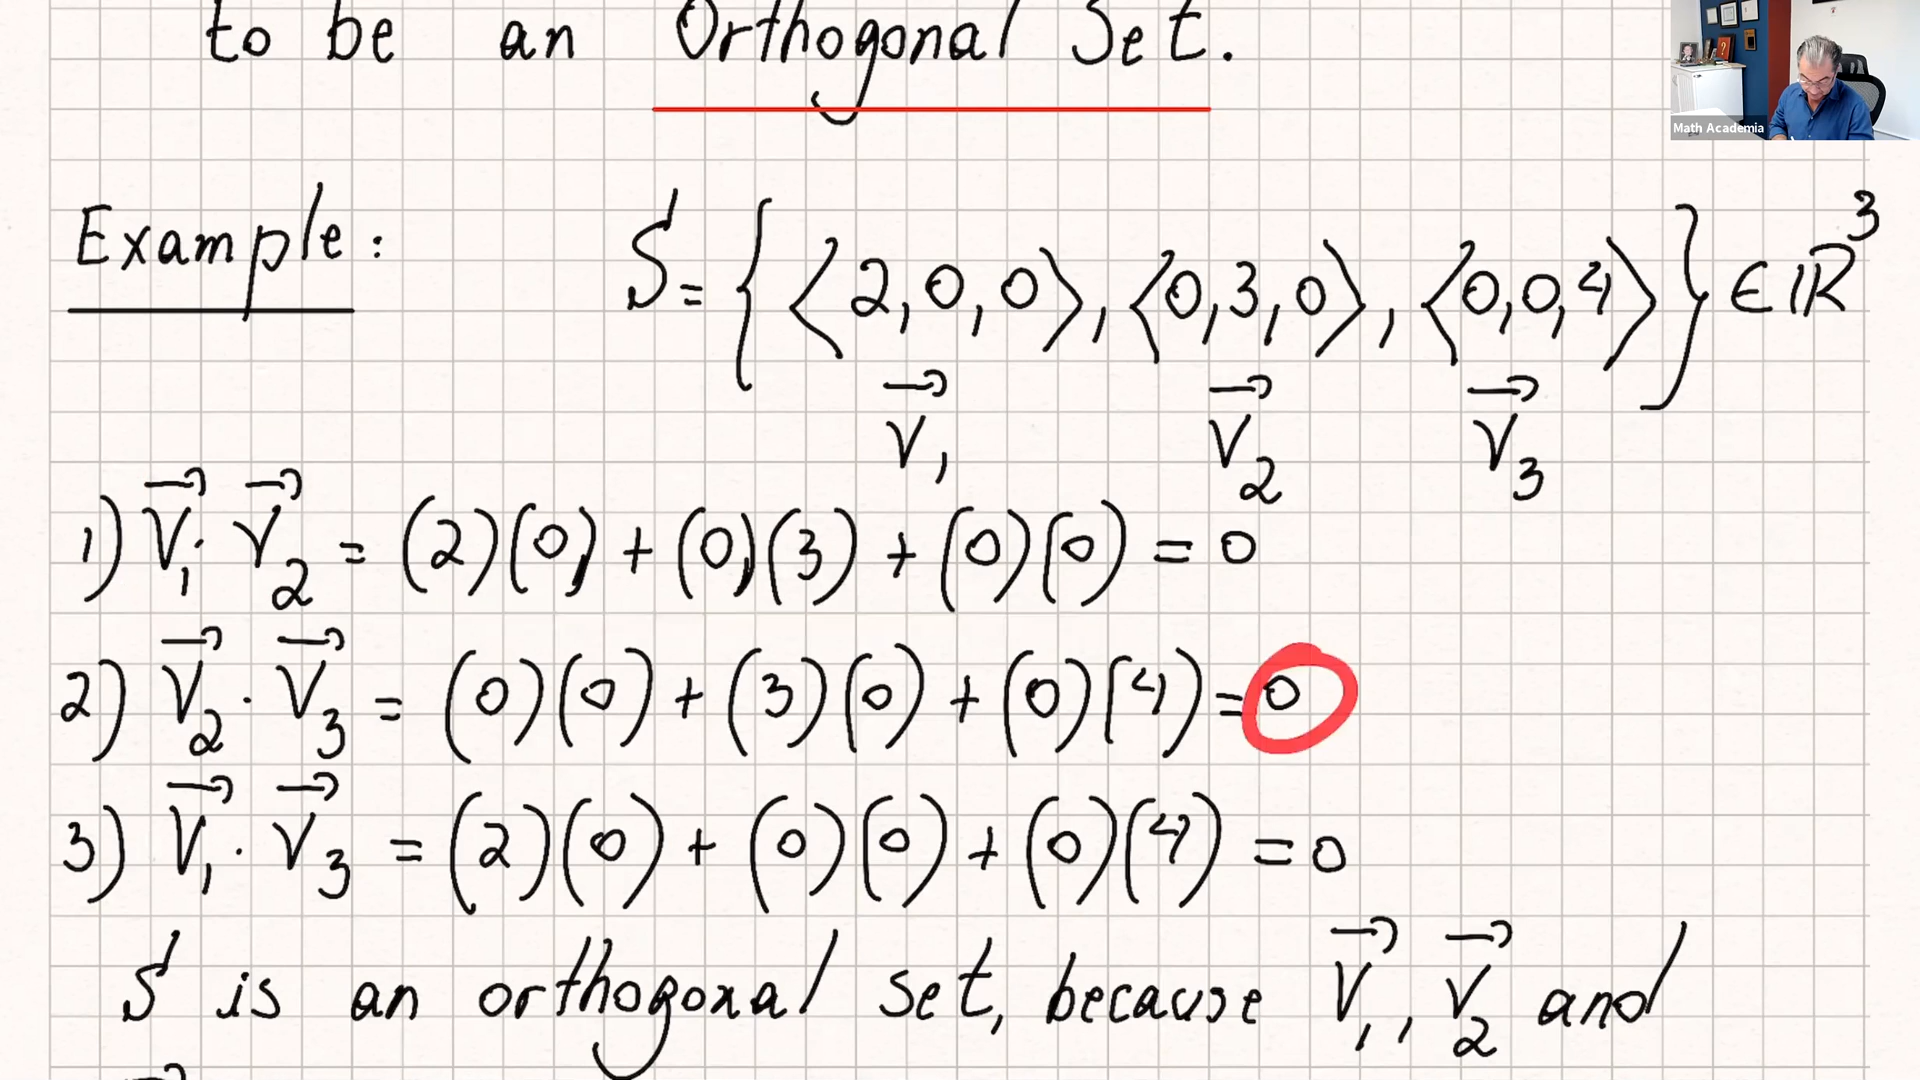 to be an Orthogonal Set.
Math Academia
Example: S = { ⟨2,0,0⟩, ⟨0,3,0⟩, ⟨0,0,4⟩ } ∈ ℝ³
V⃗₁ V⃗₂ V⃗₃
1) V⃗₁ · V⃗₂ = (2)(0) + (0)(3) + (0)(0) = 0
2) V⃗₂ · V⃗₃ = (0)(0) + (3)(0) + (0)(4) = 0
3) V⃗₁ · V⃗₃ = (2)(0) + (0)(0) + (0)(4) = 0
S is an orthogonal set, because V⃗₁, V⃗₂ and